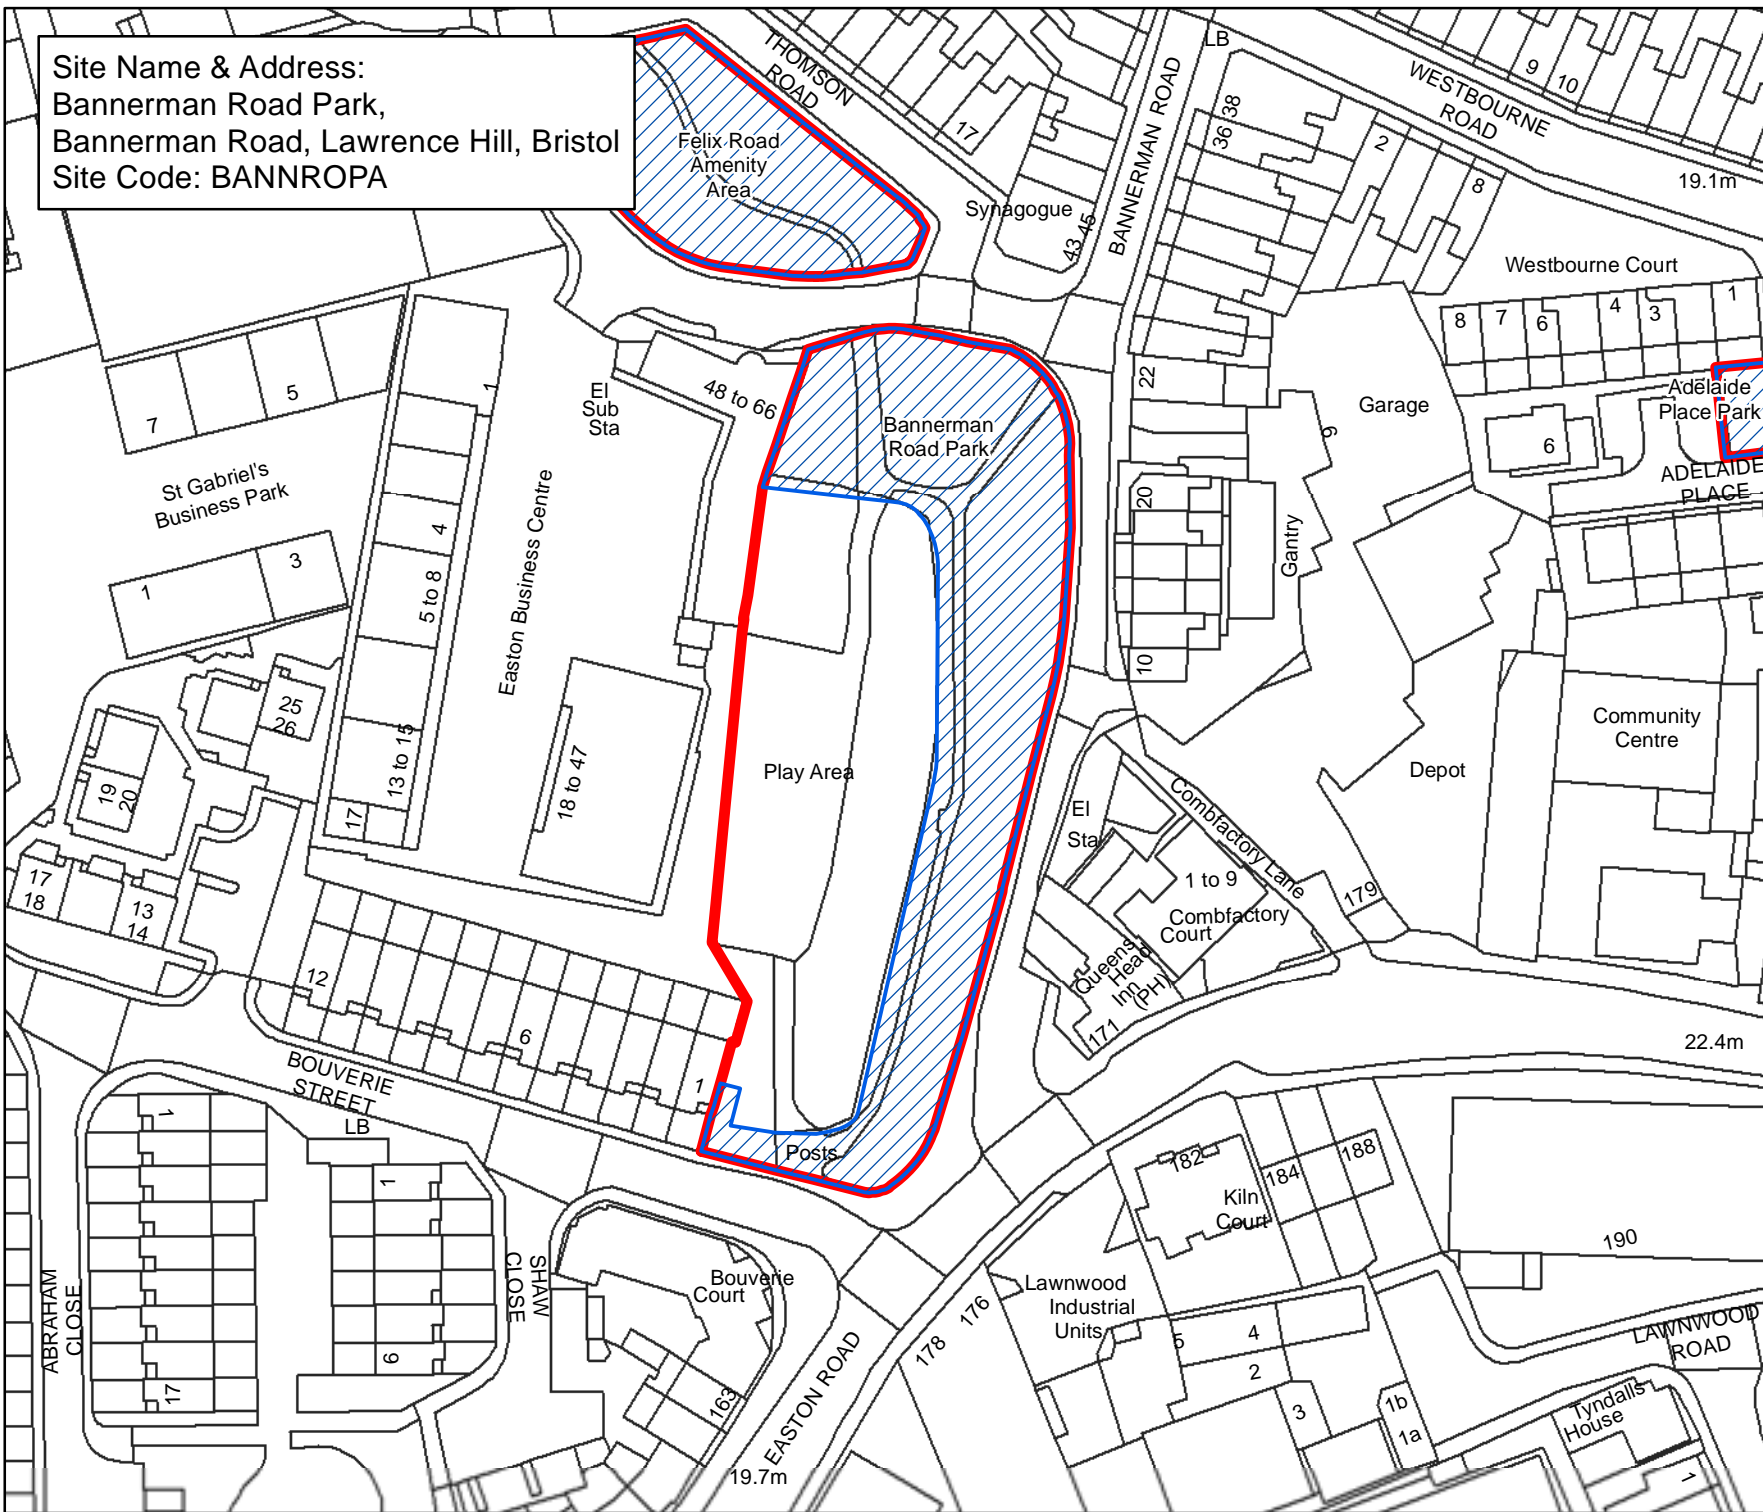 Site Name & Address:
Bannerman Road Park,
Bannerman Road, Lawrence Hill, Bristol
Site Code: BANNROPA
THOMSON
ROAD
Felix Road
Amenity
Area
17
Synagogue
43
45
BANNERMAN ROAD
LB
36
38
WESTBOURNE
ROAD
9
10
2
8
19.1m
Westbourne Court
8
7
6
4
3
1
Adelaide
Place Park
ADELAIDE
PLACE
6
Garage
22
6
20
Gantry
10
Bannerman
Road Park
48 to 66
El
Sub
Sta
7
5
1
St Gabriel's
Business Park
4
5 to 8
Easton Business Centre
1
3
25
26
19
20
13 to 15
17
18 to 47
Play Area
Community
Centre
Depot
El
Sta
Combfactory Lane
1 to 9
Combfactory
Court
179
Queens
Head
Inn
(PH)
171
17
18
13
14
12
6
1
22.4m
BOUVERIE
STREET
LB
Posts
1
1
182
184
188
Kiln
Court
190
ABRAHAM
CLOSE
SHAW
CLOSE
6
17
Bouverie
Court
163
EASTON ROAD
19.7m
178
176
Lawnwood
Industrial
Units
5
4
2
3
1b
1a
LAWNWOOD
ROAD
Tyndalls
House
1